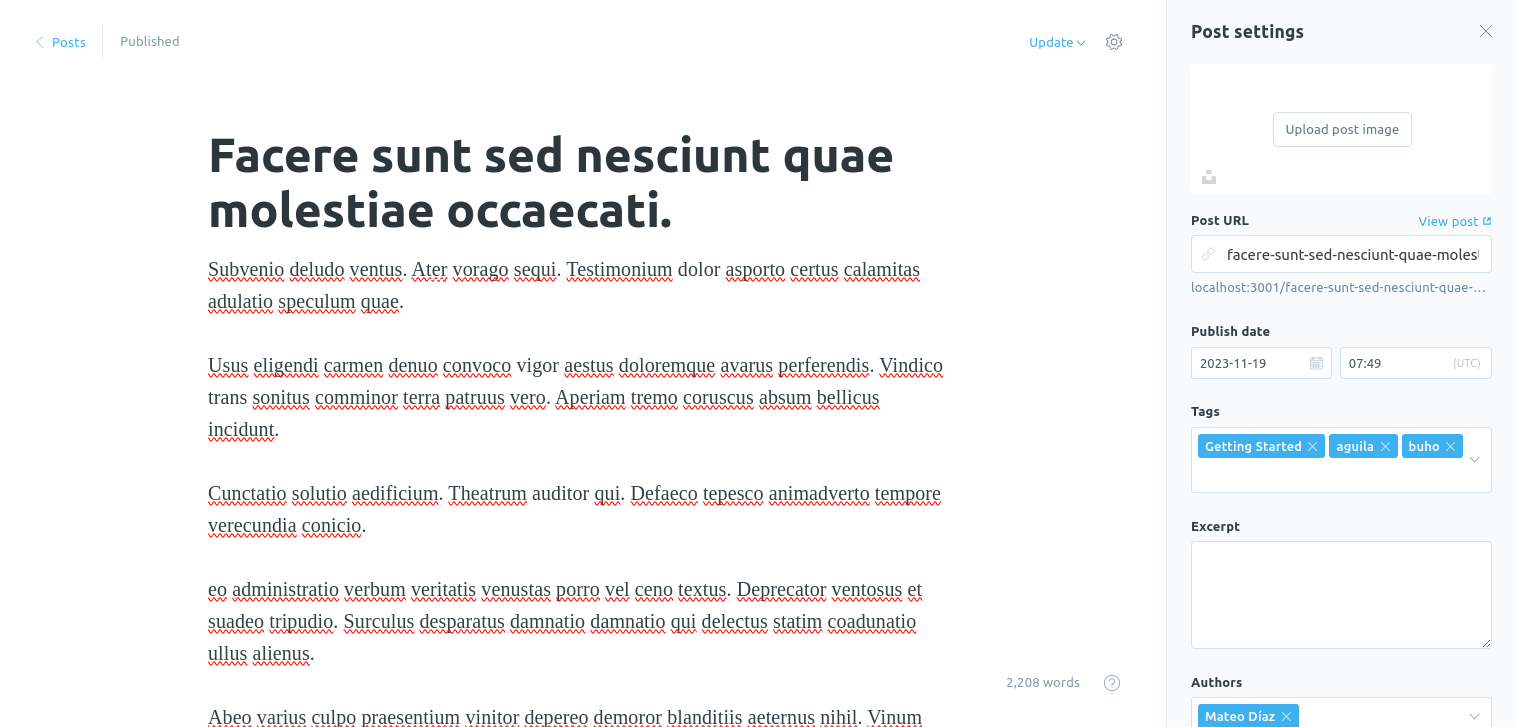 Posts
Published
Update
Facere sunt sed nesciunt quae
molestiae occaecati.
Subvenio deludo ventus. Ater vorago sequi. Testimonium dolor asporto certus calamitas
adulatio speculum quae.
Usus eligendi carmen denuo convoco vigor aestus doloremque avarus perferendis. Vindico
trans sonitus comminor terra patruus vero. Aperiam tremo coruscus absum bellicus
incidunt.
Cunctatio solutio aedificium. Theatrum auditor qui. Defaeco tepesco animadverto tempore
verecundia conicio.
eo administratio verbum veritatis venustas porro vel ceno textus. Deprecator ventosus et
suadeo tripudio. Surculus desparatus damnatio damnatio qui delectus statim coadunatio
ullus alienus.
Abeo varius culpo praesentium vinitor depereo demoror blanditiis aeternus nihil. Vinum
2,208 words
?
Post settings
Upload post image
Post URL
View post
facere-sunt-sed-nesciunt-quae-molest
localhost:3001/facere-sunt-sed-nesciunt-quae-...
Publish date
2023-11-19
07:49
(UTC)
Tags
Getting Started
aguila
buho
Excerpt
Authors
Mateo Díaz